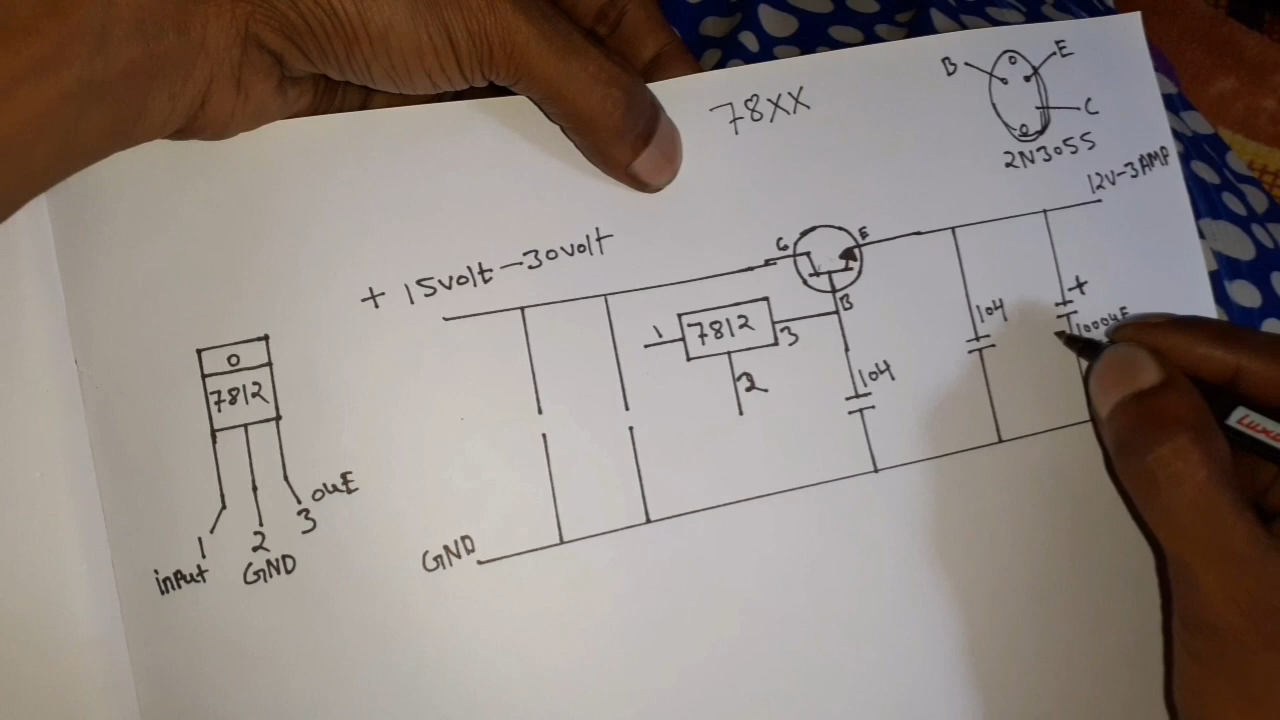 78XX
B
E
C
2N3055
12V-3AMP
+ 15volt-30volt
C
E
B
1
7812
3
2
104
104
+
1000uF
O
7812
1
2
3
input
GND
out
GND